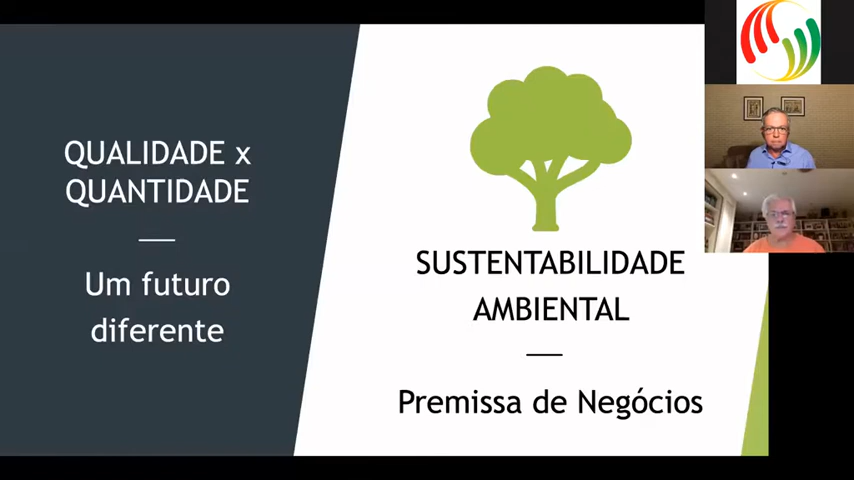 QUALIDADE x
QUANTIDADE
Um futuro
diferente
SUSTENTABILIDADE
AMBIENTAL
Premissa de Negócios